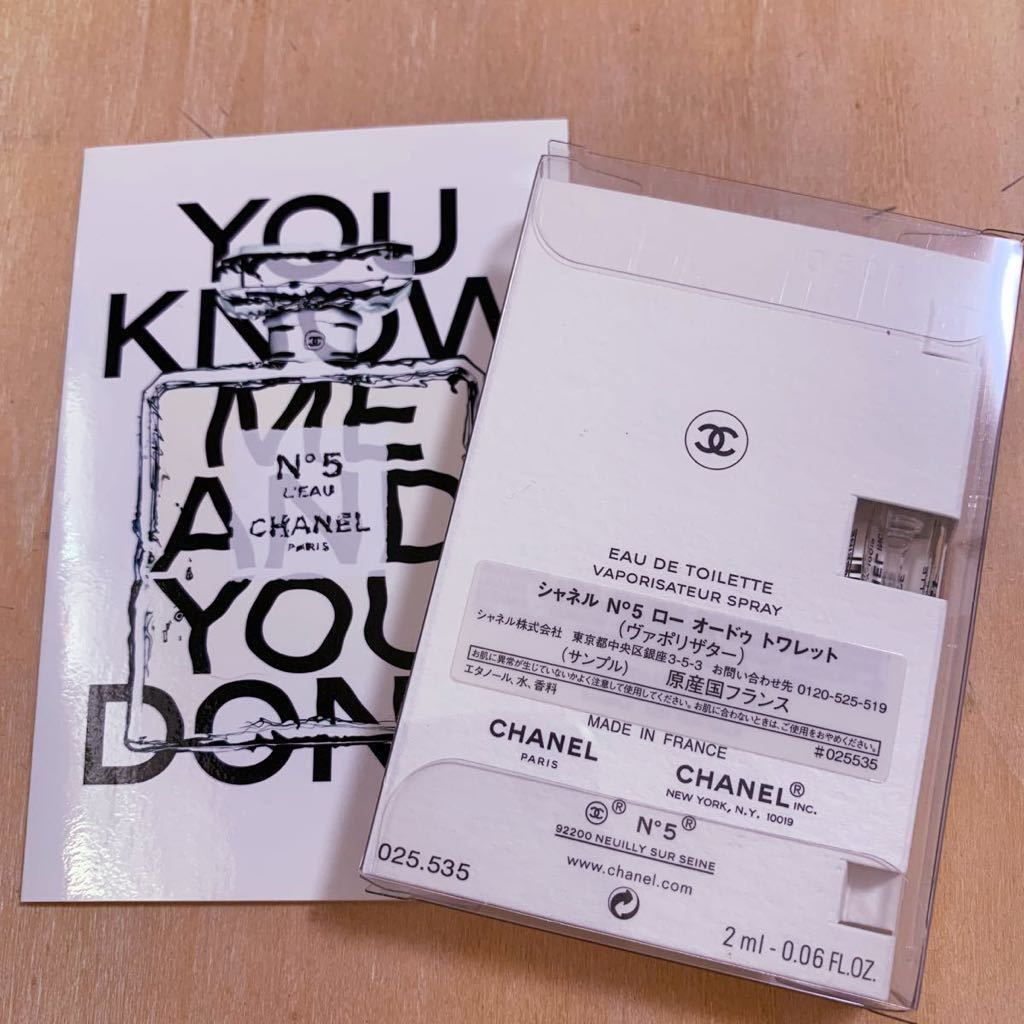 YOU
KNOW
ME
AND
YOU
DON
N°5
L'EAU
CHANEL
PARIS
EAU DE TOILETTE
VAPORISATEUR SPRAY
シャネル N°5 ロー オードゥ トワレット
(ヴァポリザター)
シャネル株式会社 東京都中央区銀座3-5-3 お問い合わせ先 0120-525-519
(サンプル) 原産国フランス
お肌に異常が生じていないかよく注意して使用してください。お肌に合わないときは、ご使用をおやめください。
エタノール、水、香料
#025535
MADE IN FRANCE
CHANEL
PARIS
CHANEL® INC.
NEW YORK, N.Y. 10019
® N°5®
92200 NEUILLY SUR SEINE
www.chanel.com
025.535
2 ml - 0.06 FL.OZ.